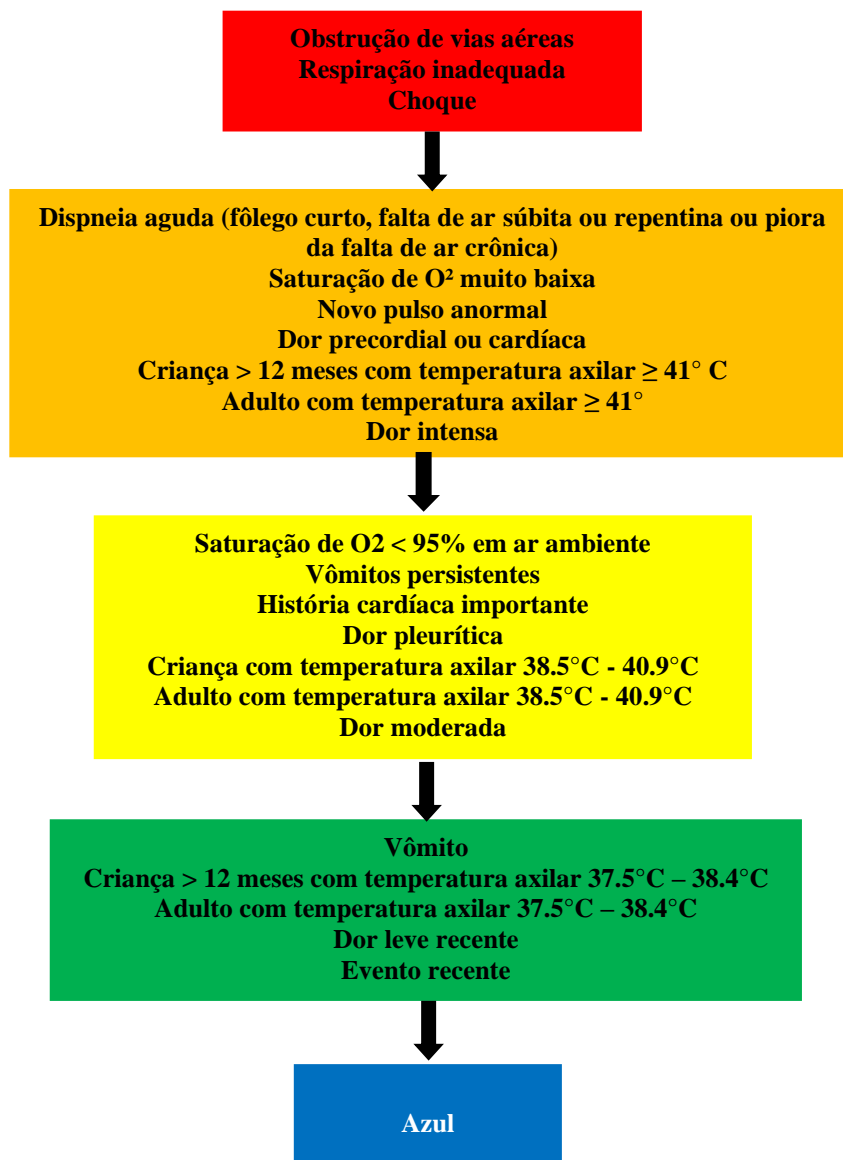 Obstrução de vias aéreas
Respiração inadequada
Choque
Dispneia aguda (fôlego curto, falta de ar súbita ou repentina ou piora
da falta de ar crônica)
Saturação de O² muito baixa
Novo pulso anormal
Dor precordial ou cardíaca
Criança > 12 meses com temperatura axilar ≥ 41° C
Adulto com temperatura axilar ≥ 41°
Dor intensa
Saturação de O2 < 95% em ar ambiente
Vômitos persistentes
História cardíaca importante
Dor pleurítica
Criança com temperatura axilar 38.5°C - 40.9°C
Adulto com temperatura axilar 38.5°C - 40.9°C
Dor moderada
Vômito
Criança > 12 meses com temperatura axilar 37.5°C – 38.4°C
Adulto com temperatura axilar 37.5°C – 38.4°C
Dor leve recente
Evento recente
Azul